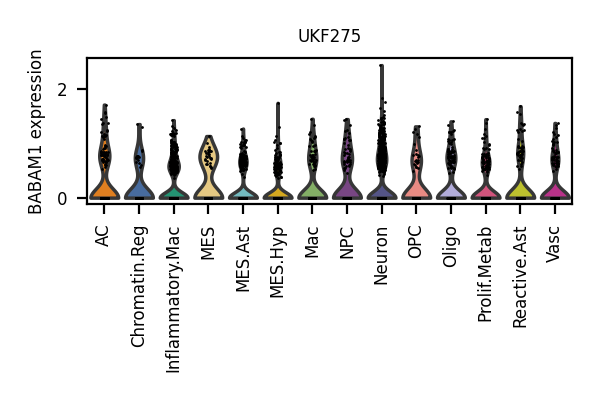 UKF275
BABAM1 expression
2
0
AC
Chromatin.Reg
Inflammatory.Mac
MES
MES.Ast
MES.Hyp
Mac
NPC
Neuron
OPC
Oligo
Prolif.Metab
Reactive.Ast
Vasc